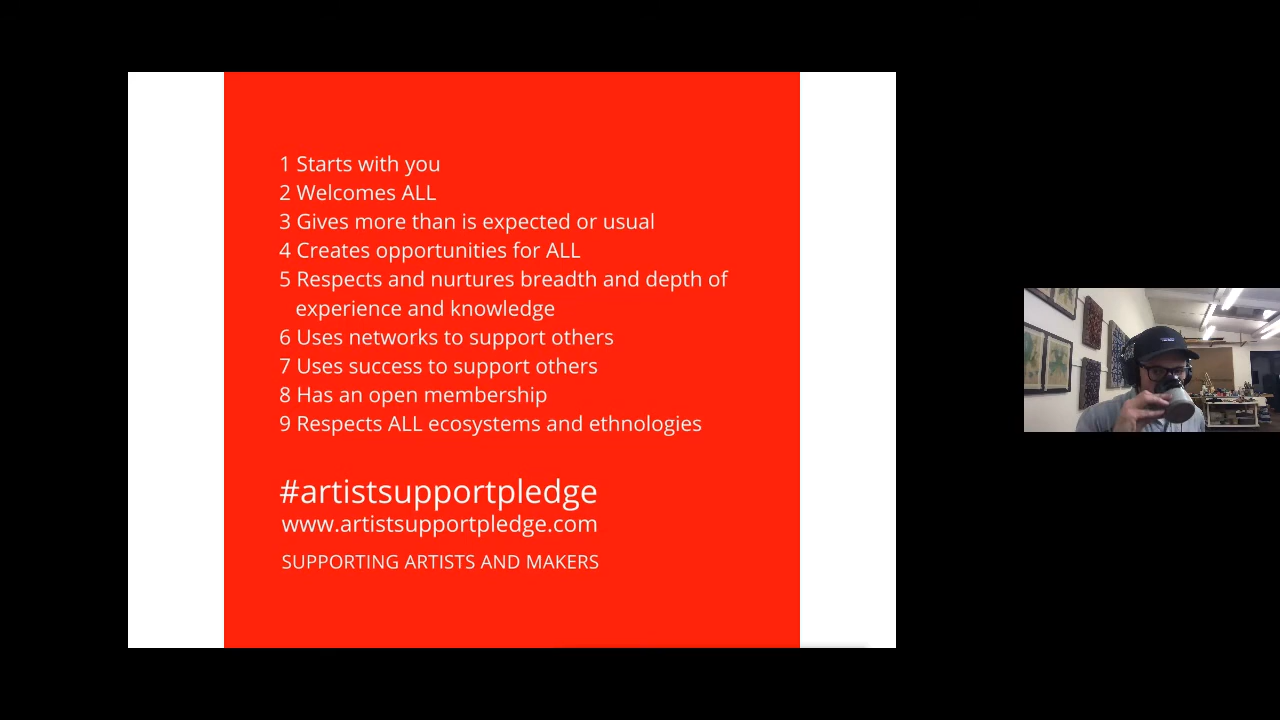 1 Starts with you
2 Welcomes ALL
3 Gives more than is expected or usual
4 Creates opportunities for ALL
5 Respects and nurtures breadth and depth of
experience and knowledge
6 Uses networks to support others
7 Uses success to support others
8 Has an open membership
9 Respects ALL ecosystems and ethnologies
#artistsupportpledge
www.artistsupportpledge.com
SUPPORTING ARTISTS AND MAKERS